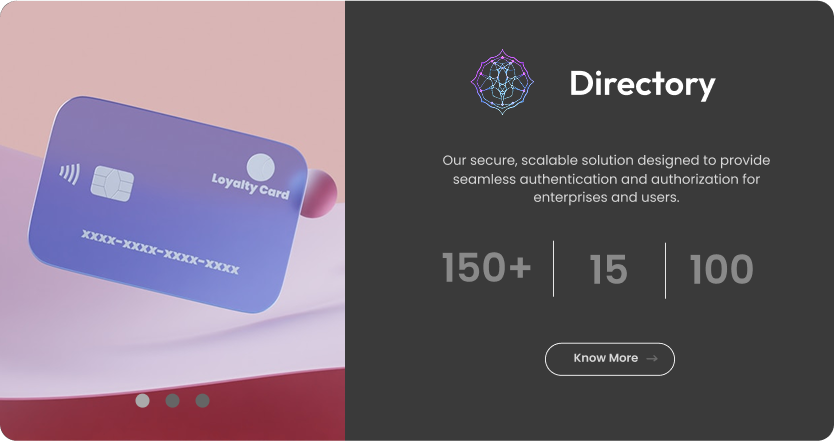 Loyalty Card
xxxx-xxxx-xxxx-xxxx
Directory
Our secure, scalable solution designed to provide
seamless authentication and authorization for
enterprises and users.
150+
15
100
Know More →